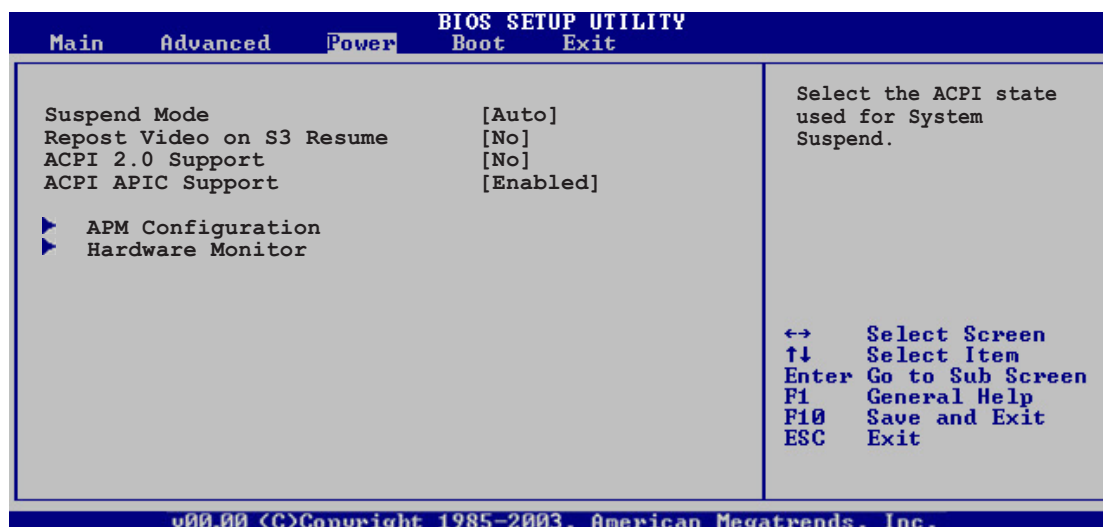 BIOS SETUP UTILITY
Main Advanced Power Boot Exit
Suspend Mode [Auto]
Repost Video on S3 Resume [No]
ACPI 2.0 Support [No]
ACPI APIC Support [Enabled]
APM Configuration
Hardware Monitor
Select the ACPI state
used for System
Suspend.
←→ Select Screen
↑↓ Select Item
Enter Go to Sub Screen
F1 General Help
F10 Save and Exit
ESC Exit
v00.00 (C)Copyright 1985-2003, American Megatrends, Inc.